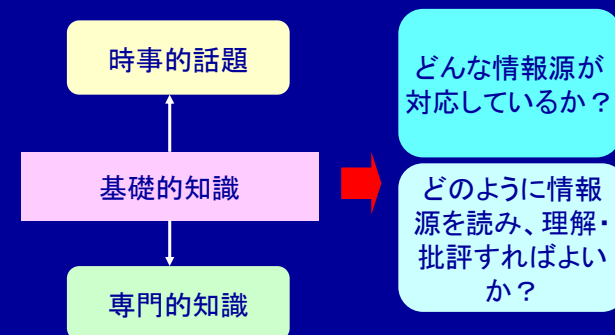 時事的話題
基礎的知識
専門的知識
どんな情報源が
対応しているか？
どのように情報
源を読み、理解・
批評すればよい
か？